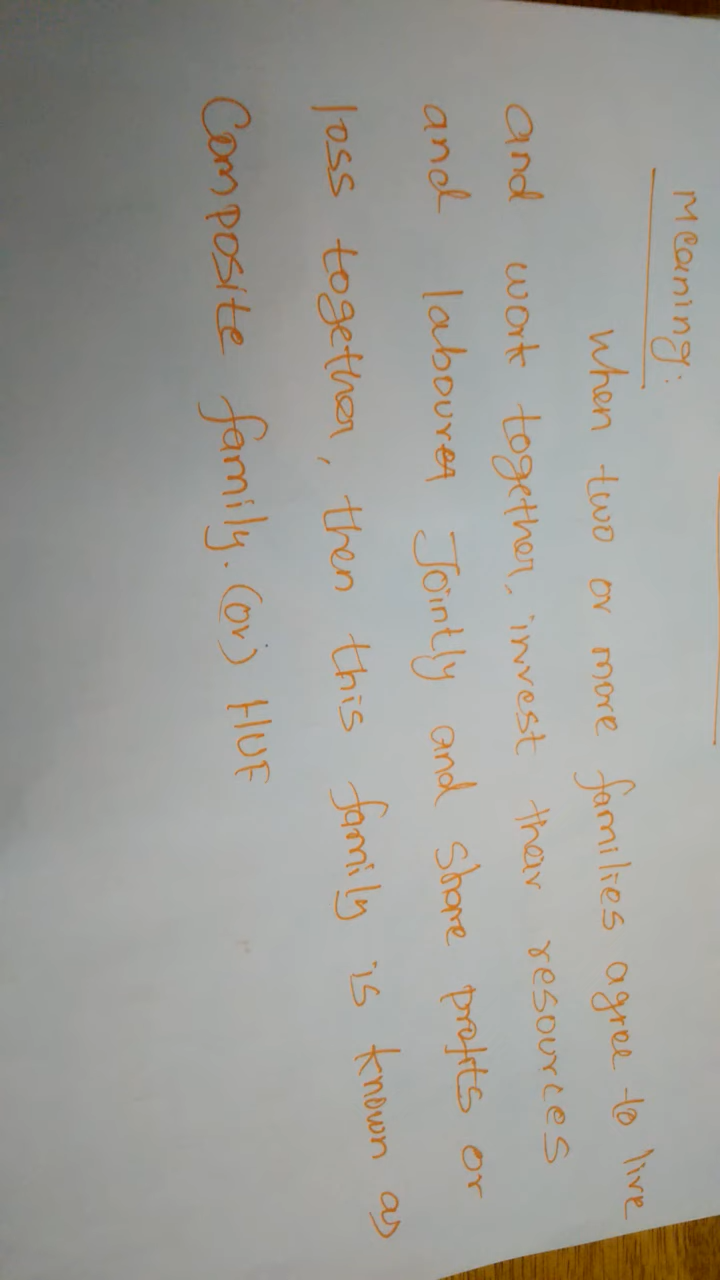 Meaning:
When two or more families agree to live
and work together, invest their resources
and labourer Jointly and share profits or
loss together, then this family is known as
Composite family. (or) HUF